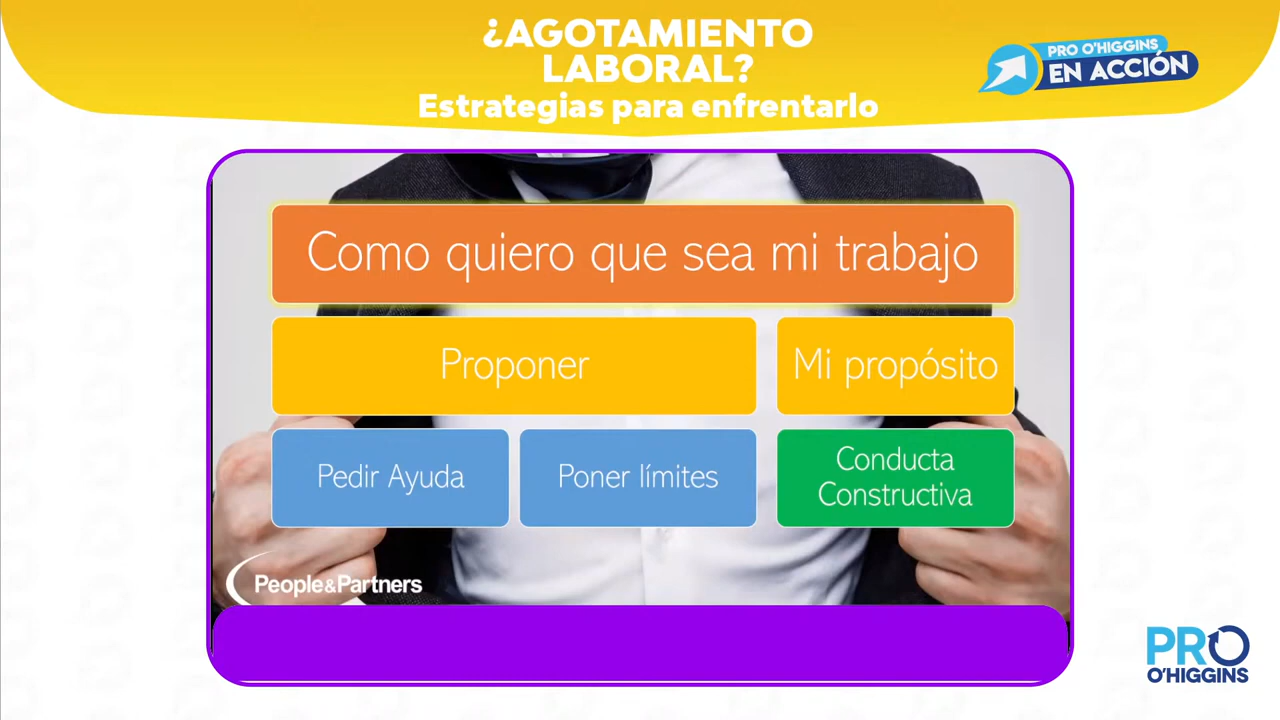 ¿AGOTAMIENTO
LABORAL?
Estrategias para enfrentarlo
PRO O'HIGGINS
EN ACCIÓN
Como quiero que sea mi trabajo
Proponer
Mi propósito
Pedir Ayuda
Poner límites
Conducta
Constructiva
People&Partners
PRO
O'HIGGINS